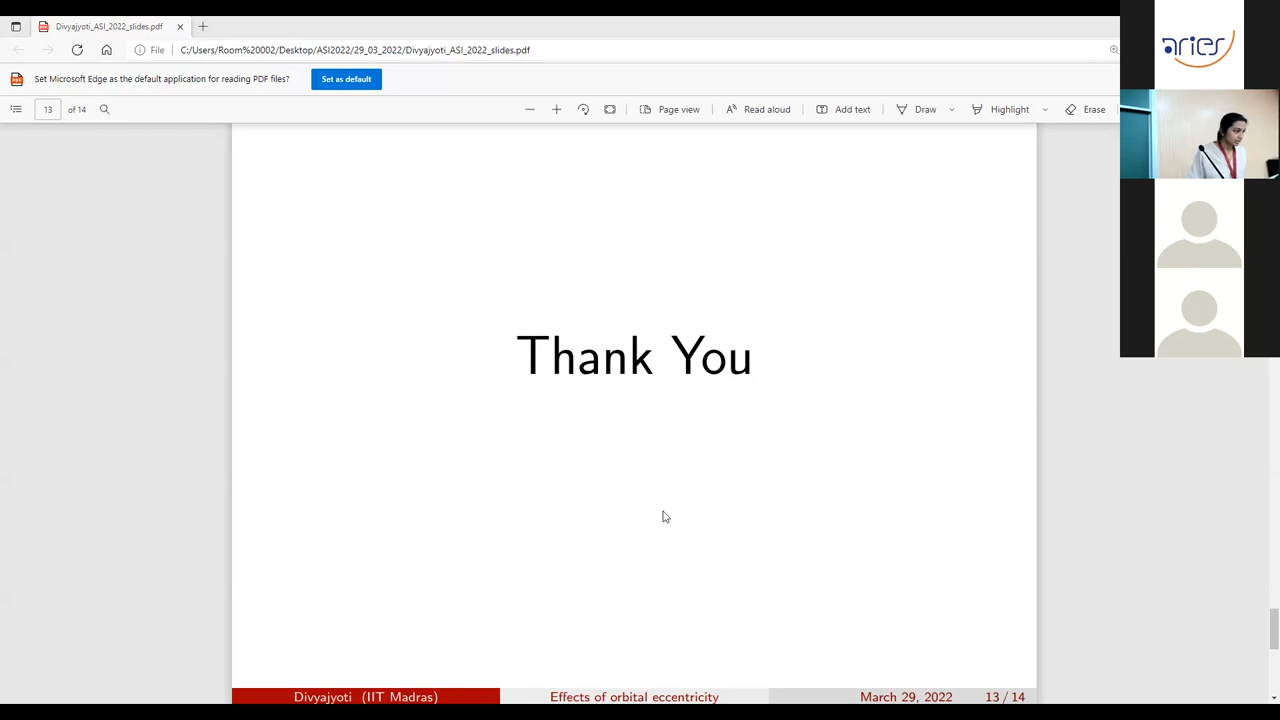 Divyajyoti_ASI_2022_slides.pdf
File C:/Users/Room%20002/Desktop/ASI2022/29_03_2022/Divyajyoti_ASI_2022_slides.pdf
Set Microsoft Edge as the default application for reading PDF files? Set as default
13 of 14 Page view Read aloud Add text Draw Highlight Erase
aries
Thank You
Divyajyoti (IIT Madras) Effects of orbital eccentricity March 29, 2022 13 / 14